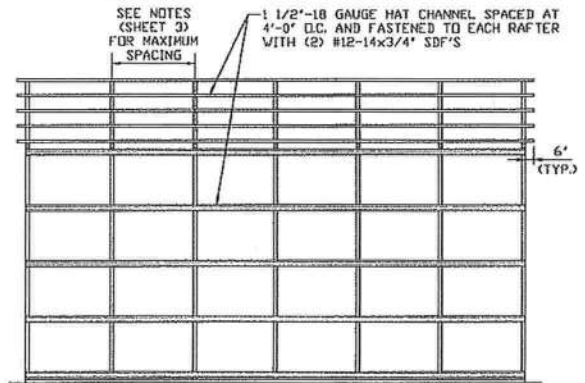 SEE NOTES
(SHEET 3)
FOR MAXIMUM
SPACING
1 1/2"-18 GAUGE HAT CHANNEL SPACED AT
4'-0" O.C. AND FASTENED TO EACH RAFTER
WITH (2) #12-14x3/4" SDF'S
6"
(TYP.)